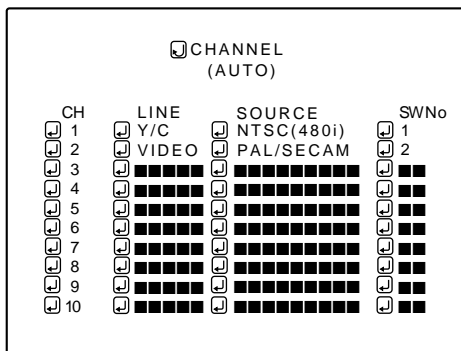 CHANNEL
(AUTO)
CH LINE SOURCE SWNo
1 Y/C NTSC(480i) 1
2 VIDEO PAL/SECAM 2
3 ■■■■■ ■■■■■■■■■■ ■■
4 ■■■■■ ■■■■■■■■■■ ■■
5 ■■■■■ ■■■■■■■■■■ ■■
6 ■■■■■ ■■■■■■■■■■ ■■
7 ■■■■■ ■■■■■■■■■■ ■■
8 ■■■■■ ■■■■■■■■■■ ■■
9 ■■■■■ ■■■■■■■■■■ ■■
10 ■■■■■ ■■■■■■■■■■ ■■